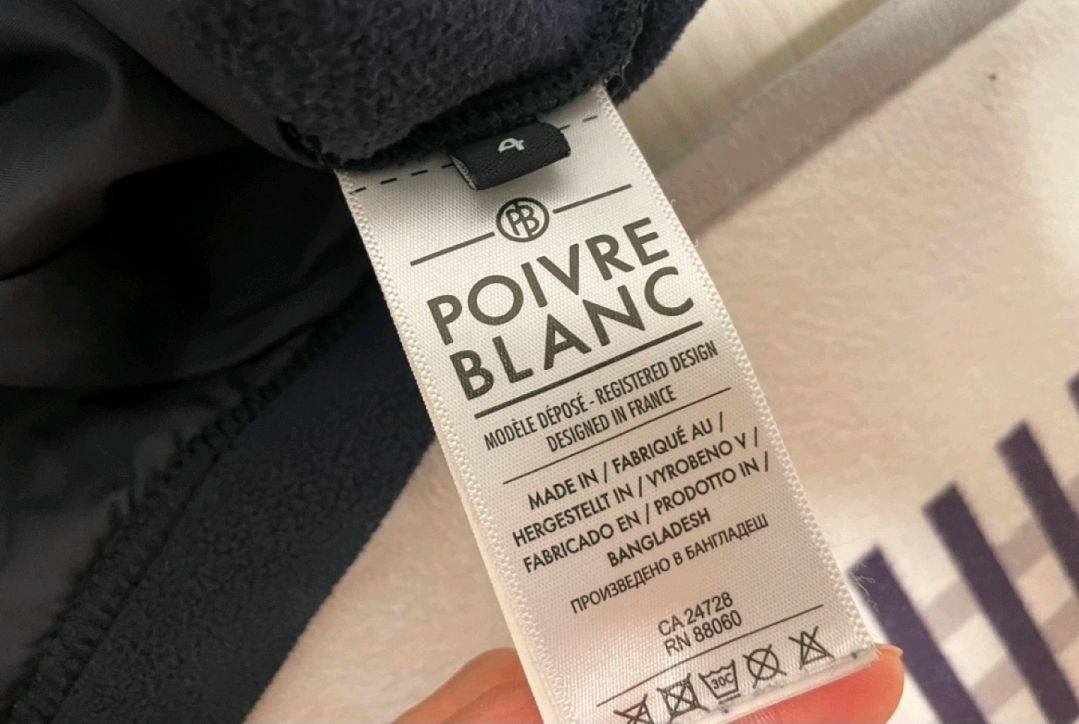 4
PB
POIVRE
BLANC
MODÈLE DÉPOSÉ - REGISTERED DESIGN
DESIGNED IN FRANCE
MADE IN / FABRIQUÉ AU /
HERGESTELLT IN / VYROBENO V /
FABRICADO EN / PRODOTTO IN /
BANGLADESH
ПРОИЗВЕДЕНО В БАНГЛАДЕШ
CA 24728
RN 88060
30C